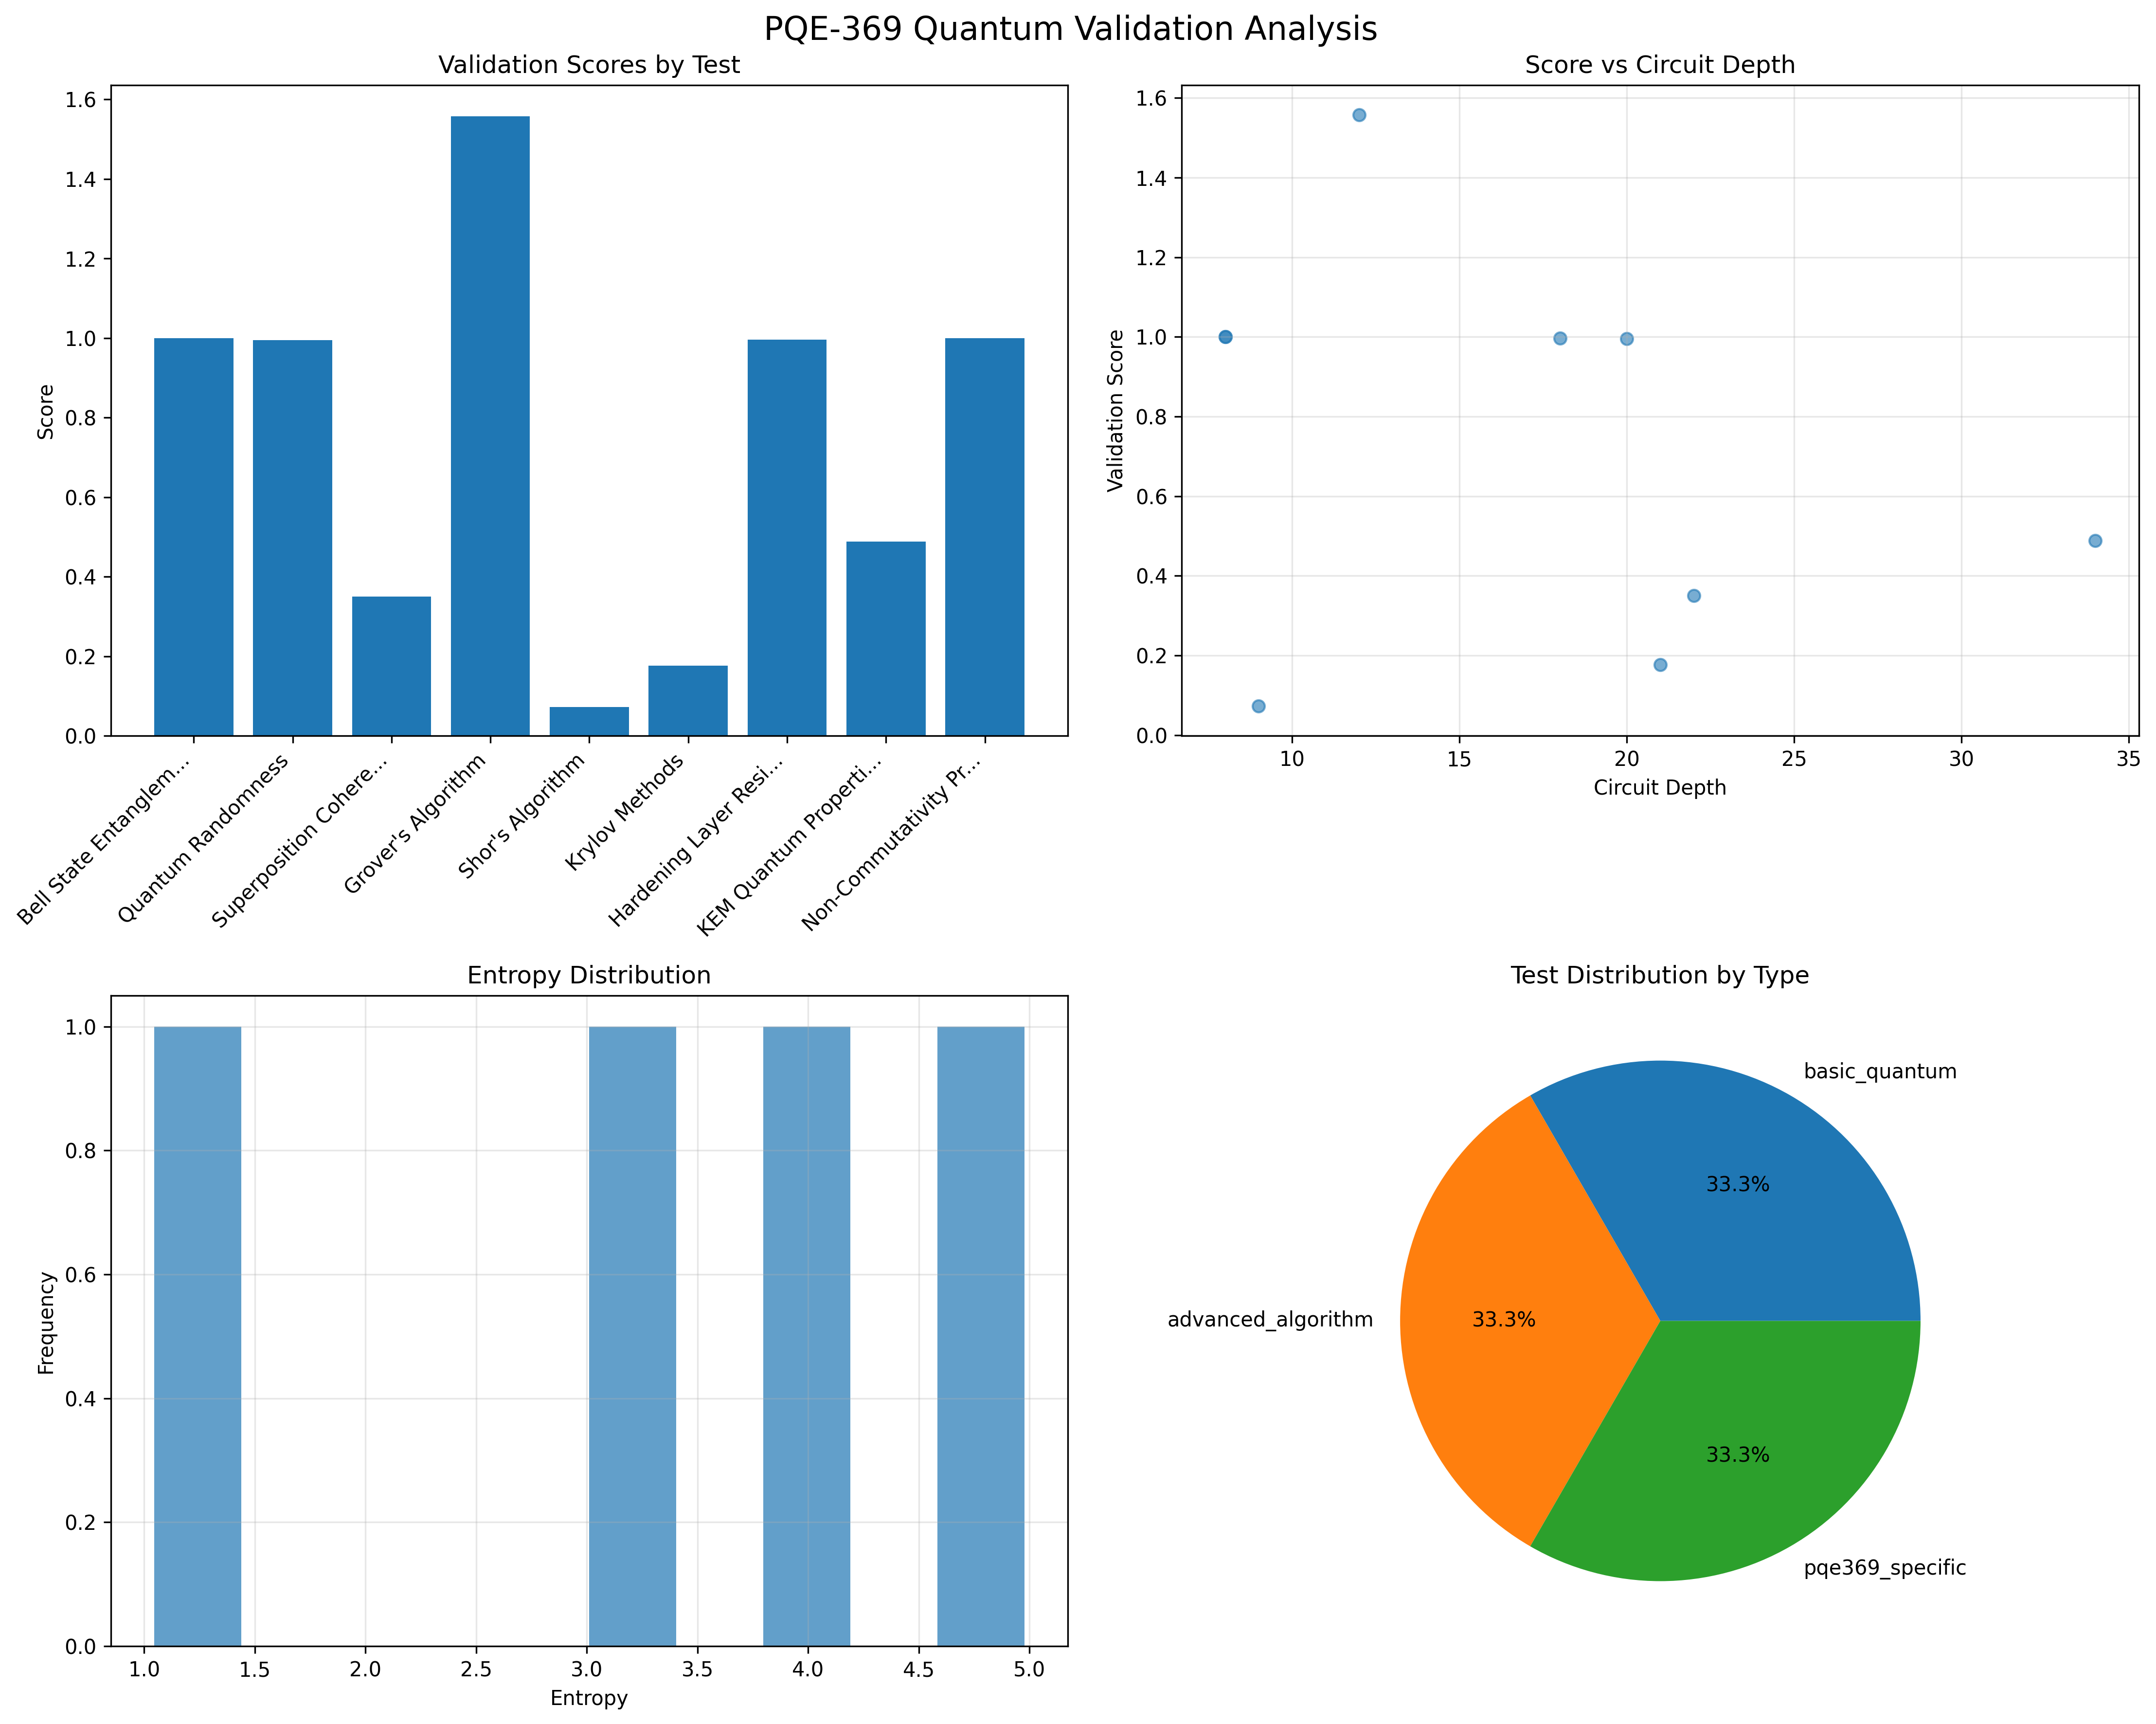 PQE-369 Quantum Validation Analysis
Validation Scores by Test
Score
1.6
1.4
1.2
1.0
0.8
0.6
0.4
0.2
0.0
Bell State Entanglem...
Quantum Randomness
Superposition Cohere...
Grover's Algorithm
Shor's Algorithm
Krylov Methods
Hardening Layer Resi...
KEM Quantum Properti...
Non-Commutativity Pr...
Score vs Circuit Depth
Validation Score
1.6
1.4
1.2
1.0
0.8
0.6
0.4
0.2
0.0
10 15 20 25 30 35
Circuit Depth
Entropy Distribution
Frequency
1.0
0.8
0.6
0.4
0.2
0.0
1.0 1.5 2.0 2.5 3.0 3.5 4.0 4.5 5.0
Entropy
Test Distribution by Type
basic_quantum
33.3%
advanced_algorithm
33.3%
33.3%
pqe369_specific